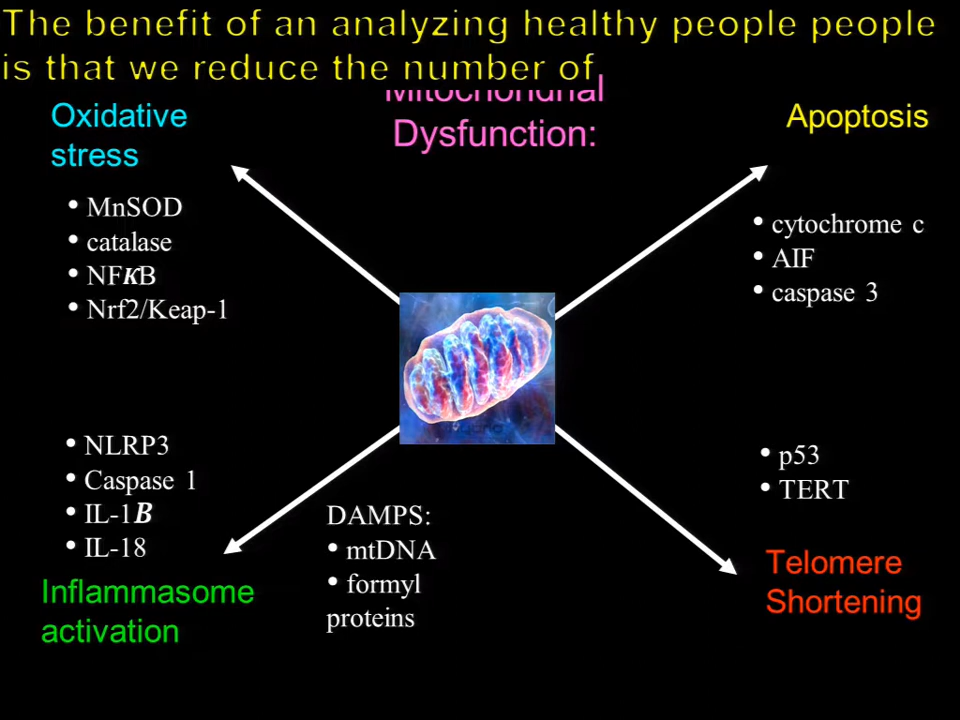 The benefit of an analyzing healthy people people
is that we reduce the number of
Mitochondrial
Dysfunction:
Oxidative
stress
• MnSOD
• catalase
• NFκB
• Nrf2/Keap-1
Apoptosis
• cytochrome c
• AIF
• caspase 3
• NLRP3
• Caspase 1
• IL-1B
• IL-18
Inflammasome
activation
DAMPS:
• mtDNA
• formyl
proteins
• p53
• TERT
Telomere
Shortening